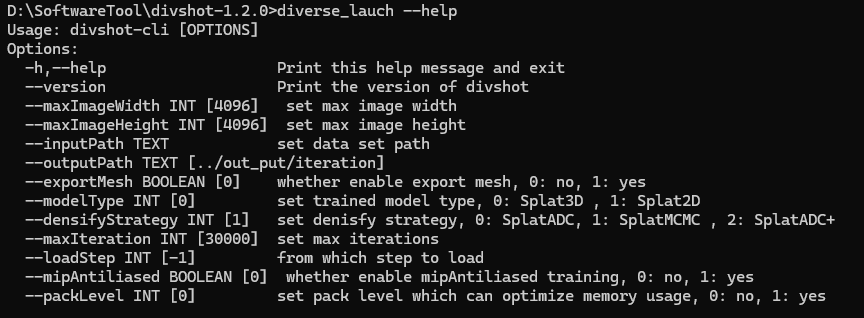 D:\SoftwareTool\divshot-1.2.0>diverse_lauch --help
Usage: divshot-cli [OPTIONS]
Options:
  -h,--help                   Print this help message and exit
  --version                   Print the version of divshot
  --maxImageWidth INT [4096]   set max image width
  --maxImageHeight INT [4096]  set max image height
  --inputPath TEXT            set data set path
  --outputPath TEXT [../out_put/iteration]
  --exportMesh BOOLEAN [0]    whether enable export mesh, 0: no, 1: yes
  --modelType INT [0]         set trained model type, 0: Splat3D , 1: Splat2D
  --densifyStrategy INT [1]   set denisfy strategy, 0: SplatADC, 1: SplatMCMC , 2: SplatADC+
  --maxIteration INT [30000]  set max iterations
  --loadStep INT [-1]         from which step to load
  --mipAntiliased BOOLEAN [0]  whether enable mipAntiliased training, 0: no, 1: yes
  --packLevel INT [0]         set pack level which can optimize memory usage, 0: no, 1: yes